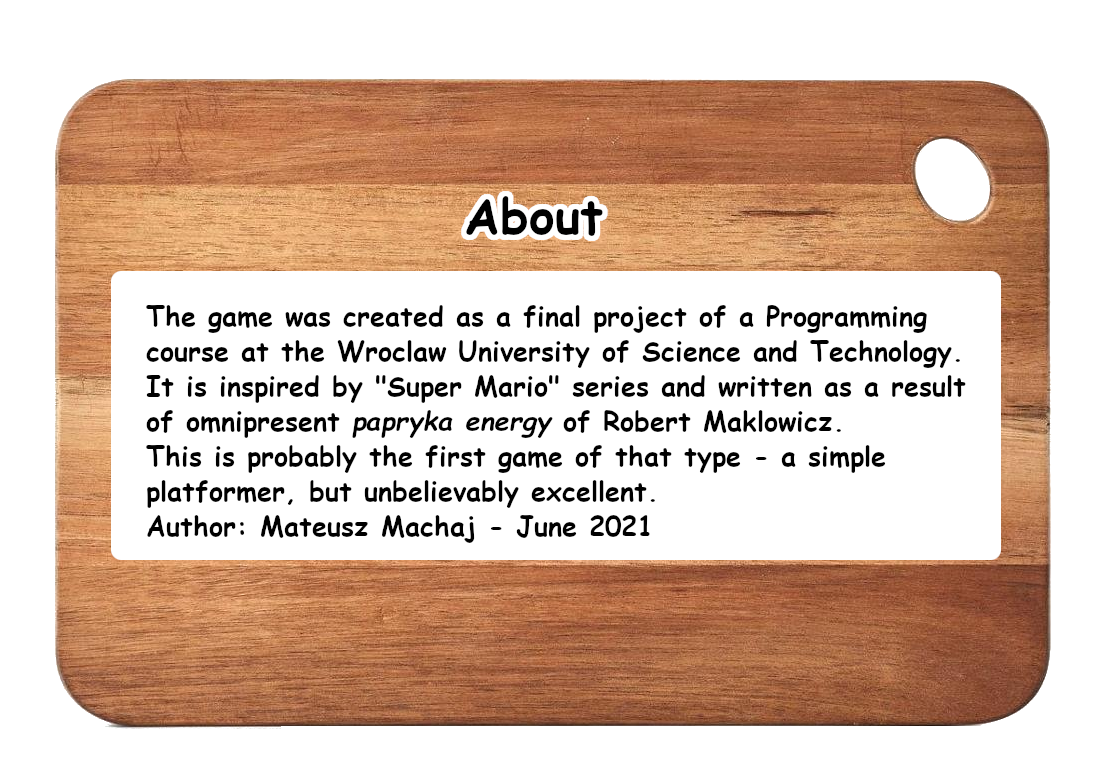 About
The game was created as a final project of a Programming
course at the Wroclaw University of Science and Technology.
It is inspired by "Super Mario" series and written as a result
of omnipresent papryka energy of Robert Maklowicz.
This is probably the first game of that type - a simple
platformer, but unbelievably excellent.
Author: Mateusz Machaj - June 2021